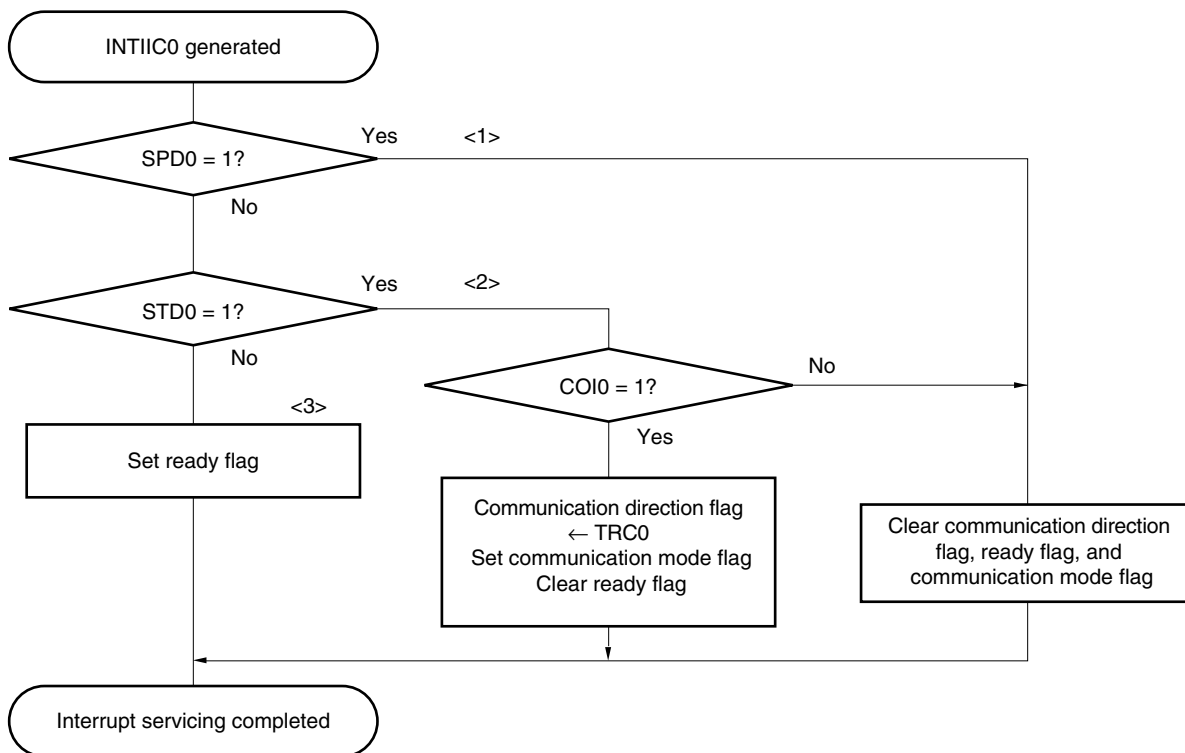 INTIIC0 generated
Yes
<1>
SPD0 = 1?
No
Yes
<2>
STD0 = 1?
No
COI0 = 1?
No
Yes
<3>
Set ready flag
Communication direction flag
← TRC0
Set communication mode flag
Clear ready flag
Clear communication direction
flag, ready flag, and
communication mode flag
Interrupt servicing completed